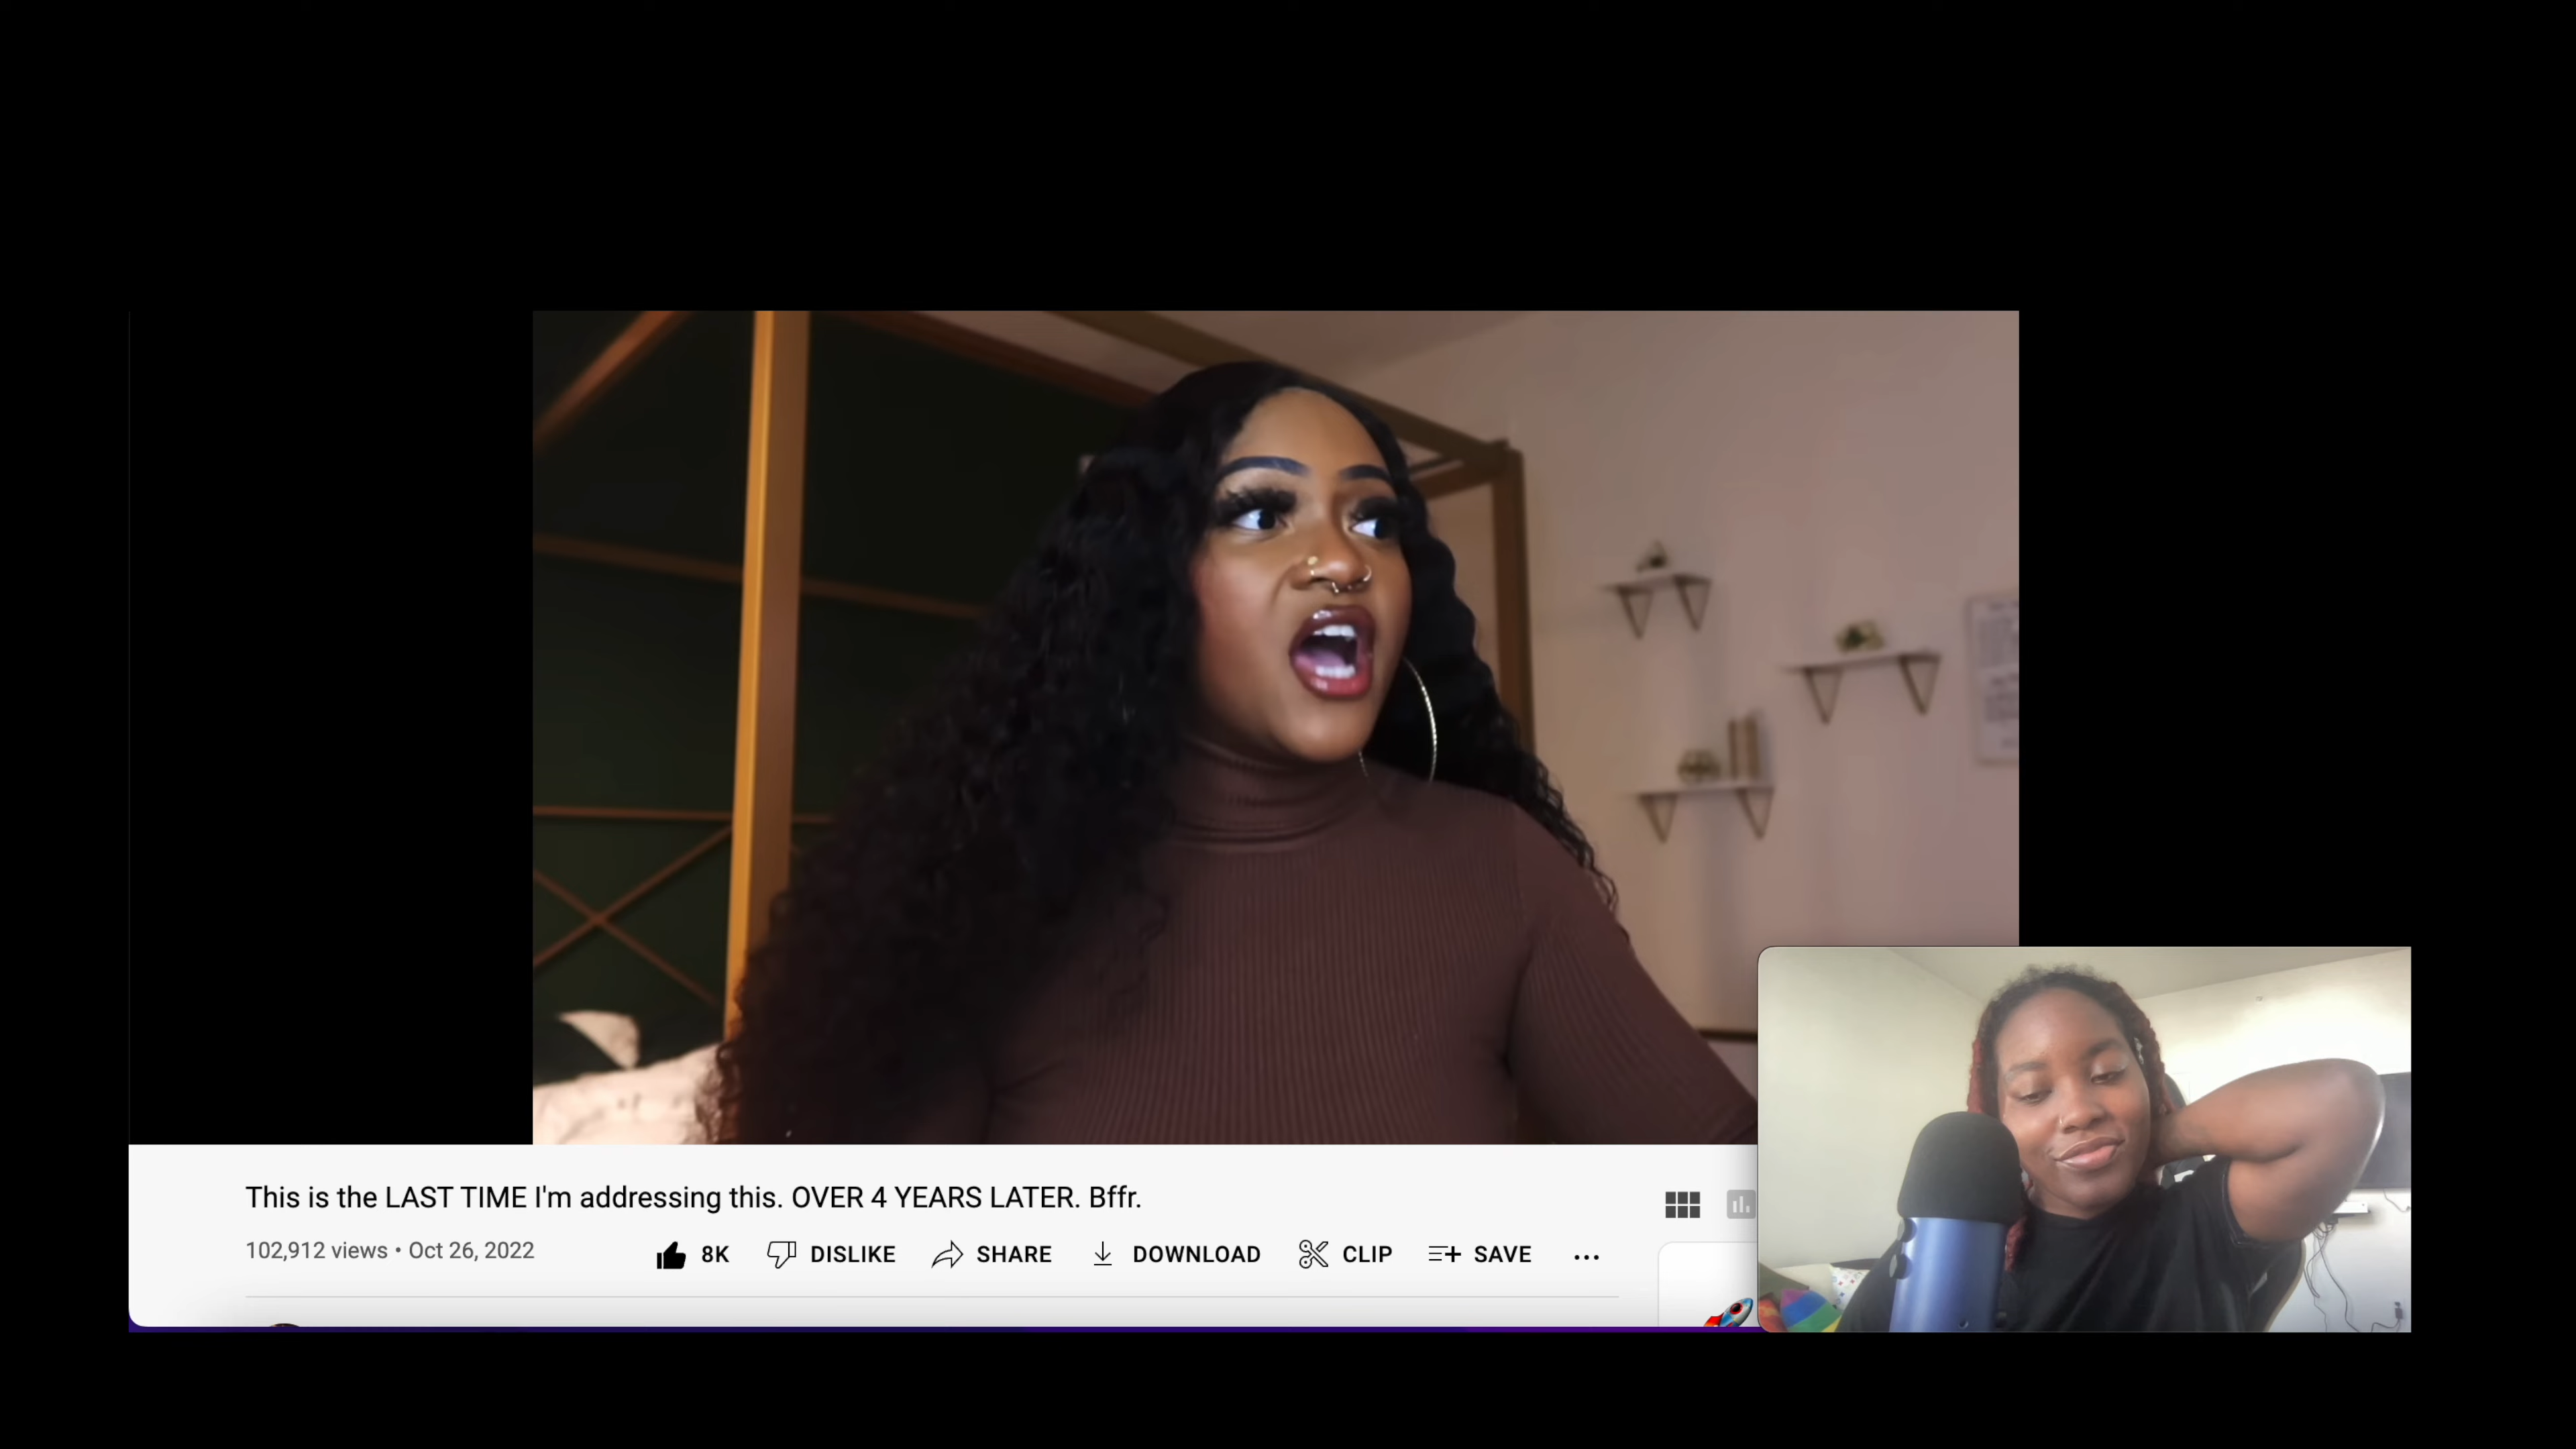 This is the LAST TIME I'm addressing this. OVER 4 YEARS LATER. Bffr.
102,912 views • Oct 26, 2022
8K DISLIKE SHARE DOWNLOAD CLIP SAVE ...